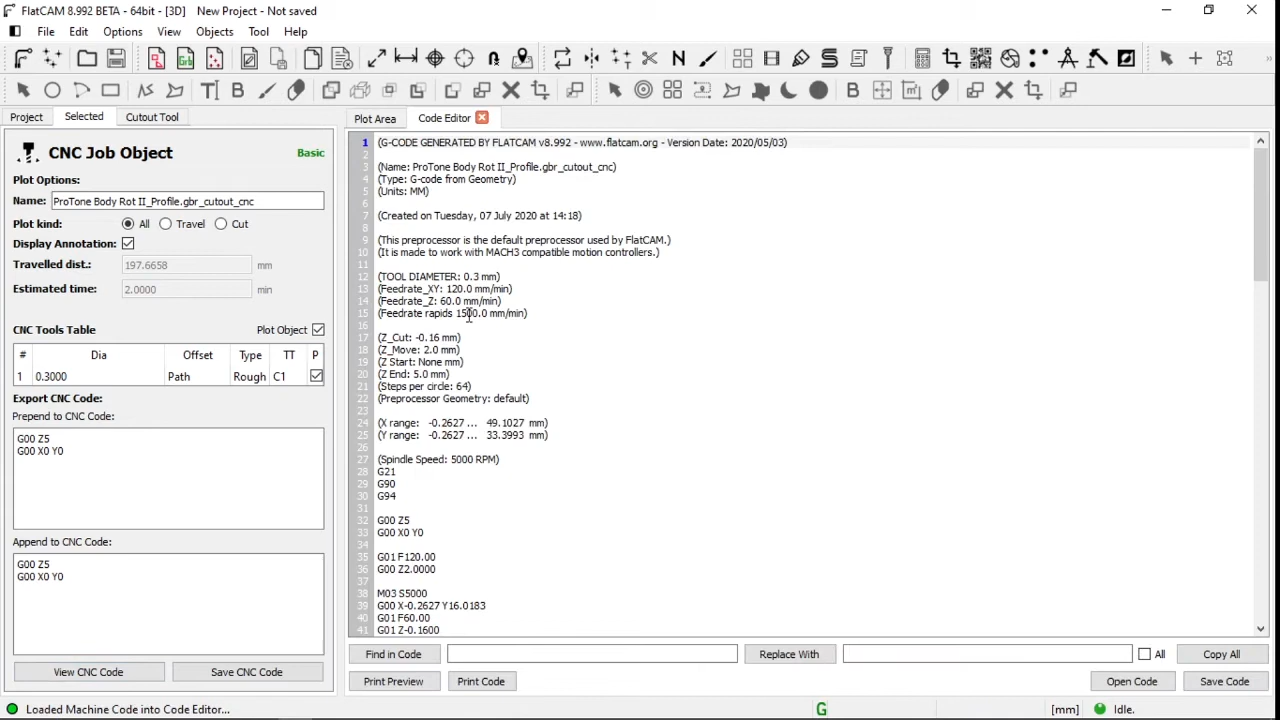 FlatCAM 8.992 BETA - 64bit - [3D]    New Project - Not saved
File Edit Options View Objects Tool Help
Project Selected Cutout Tool
Plot Area Code Editor
CNC Job Object Basic
Plot Options:
Name: ProTone Body Rot II_Profile.gbr_cutout_cnc
Plot kind: All Travel Cut
Display Annotation:
Travelled dist.: 197.6658 mm
Estimated time: 2.0000 min
CNC Tools Table Plot Object
# Dia Offset Type TT P
1 0.3000 Path Rough C1
Export CNC Code:
Prepend to CNC Code:
G00 Z5
G00 X0 Y0
Append to CNC Code:
G00 Z5
G00 X0 Y0
View CNC Code Save CNC Code
1 (G-CODE GENERATED BY FLATCAM v8.992 - www.flatcam.org - Version Date: 2020/05/03)
2
3 (Name: ProTone Body Rot II_Profile.gbr_cutout_cnc)
4 (Type: G-code from Geometry)
5 (Units: MM)
6
7 (Created on Tuesday, 07 July 2020 at 14:18)
8
9 (This preprocessor is the default preprocessor used by FlatCAM.)
10 (It is made to work with MACH3 compatible motion controllers.)
11
12 (TOOL DIAMETER: 0.3 mm)
13 (Feedrate_XY: 120.0 mm/min)
14 (Feedrate_Z: 60.0 mm/min)
15 (Feedrate rapids 1500.0 mm/min)
16
17 (Z_Cut: -0.16 mm)
18 (Z_Move: 2.0 mm)
19 (Z Start: None mm)
20 (Z End: 5.0 mm)
21 (Steps per circle: 64)
22 (Preprocessor Geometry: default)
23
24 (X range: -0.2627 ... 49.1027 mm)
25 (Y range: -0.2627 ... 33.3993 mm)
26
27 (Spindle Speed: 5000 RPM)
28 G21
29 G90
30 G94
31
32 G00 Z5
33 G00 X0 Y0
34
35 G01 F120.00
36 G00 Z2.0000
37
38 M03 S5000
39 G00 X-0.2627 Y16.0183
40 G01 F60.00
41 G01 Z-0.1600
Find in Code Replace With All Copy All
Print Preview Print Code Open Code Save Code
Loaded Machine Code into Code Editor... G [mm] Idle.